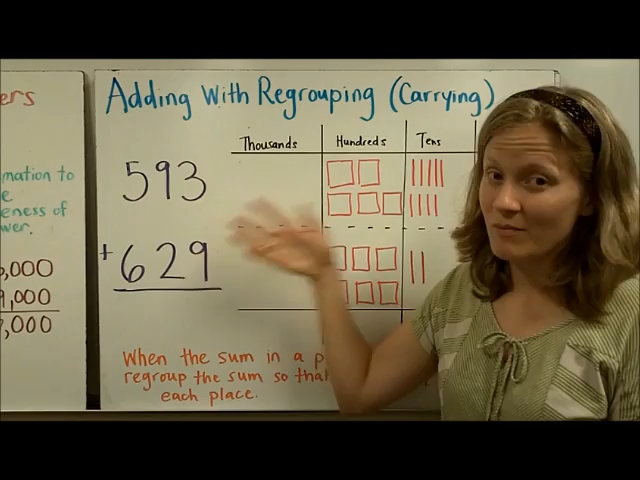 ers
mation to
e
eness of
wer.
,000
,000
,000
Adding With Regrouping (Carrying)
Thousands Hundreds Tens
593
+ 629
When the sum in a p
regroup the sum so that
each place.